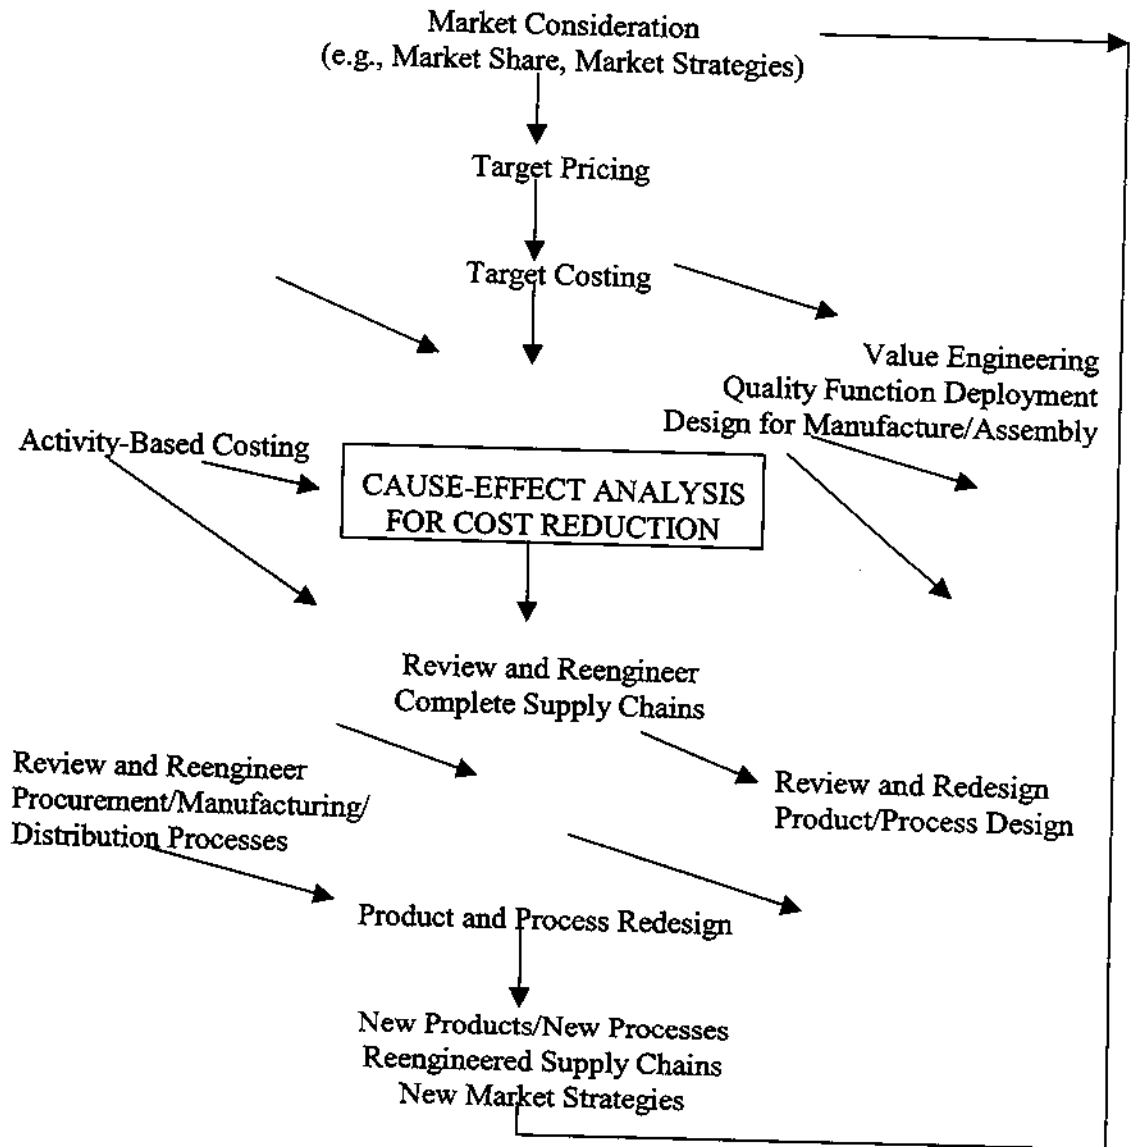 Market Consideration
(e.g., Market Share, Market Strategies)
Target Pricing
Target Costing
Value Engineering
Quality Function Deployment
Design for Manufacture/Assembly
Activity-Based Costing
CAUSE-EFFECT ANALYSIS
FOR COST REDUCTION
Review and Reengineer
Complete Supply Chains
Review and Reengineer
Procurement/Manufacturing/
Distribution Processes
Review and Redesign
Product/Process Design
Product and Process Redesign
New Products/New Processes
Reengineered Supply Chains
New Market Strategies